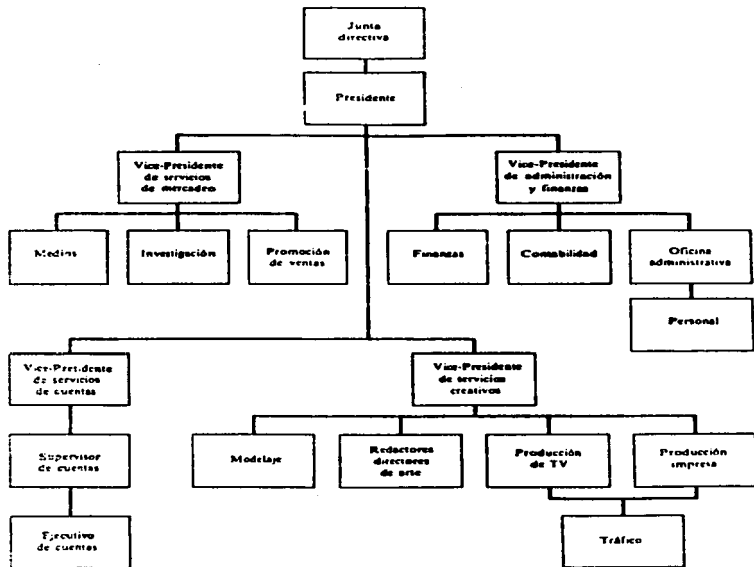 Junta
directiva
Presidente
Vice-Presidente
de servicios
de mercadeo
Vice-Presidente
de administración
y finanzas
Medios
Investigación
Promoción
de ventas
Finanzas
Contabilidad
Oficina
administrativa
Personal
Vice-Presidente
de servicios
de cuentas
Vice-Presidente
de servicios
creativos
Supervisor
de cuentas
Modelaje
Redactores
directores
de arte
Producción
de TV
Producción
impresa
Ejecutivo
de cuentas
Tráfico